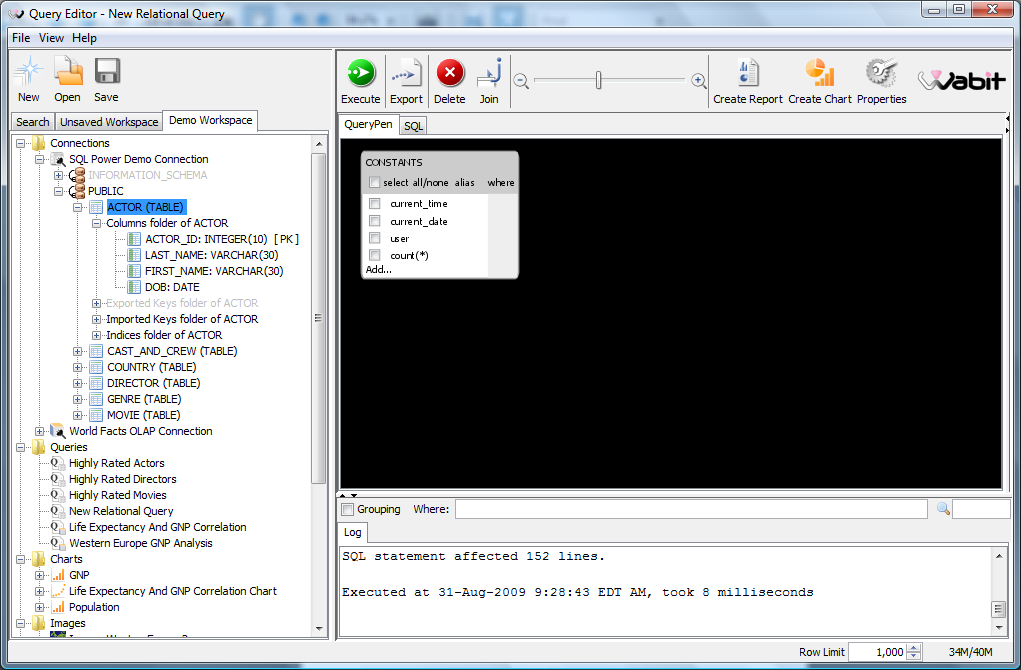 Query Editor - New Relational Query
File View Help
New Open Save
Execute Export Delete Join
Create Report Create Chart Properties
Wabit
Search Unsaved Workspace Demo Workspace
Connections
SQL Power Demo Connection
INFORMATION_SCHEMA
PUBLIC
ACTOR (TABLE)
Columns folder of ACTOR
ACTOR_ID: INTEGER(10) [PK]
LAST_NAME: VARCHAR(30)
FIRST_NAME: VARCHAR(30)
DOB: DATE
Exported Keys folder of ACTOR
Imported Keys folder of ACTOR
Indices folder of ACTOR
CAST_AND_CREW (TABLE)
COUNTRY (TABLE)
DIRECTOR (TABLE)
GENRE (TABLE)
MOVIE (TABLE)
World Facts OLAP Connection
Queries
Highly Rated Actors
Highly Rated Directors
Highly Rated Movies
New Relational Query
Life Expectancy And GNP Correlation
Western Europe GNP Analysis
Charts
GNP
Life Expectancy And GNP Correlation Chart
Population
Images
QueryPen SQL
CONSTANTS
select all/none alias where
current_time
current_date
user
count(*)
Add...
Grouping Where:
Log
SQL statement affected 152 lines.
Executed at 31-Aug-2009 9:28:43 EDT AM, took 8 milliseconds
Row Limit 1,000 34M/40M